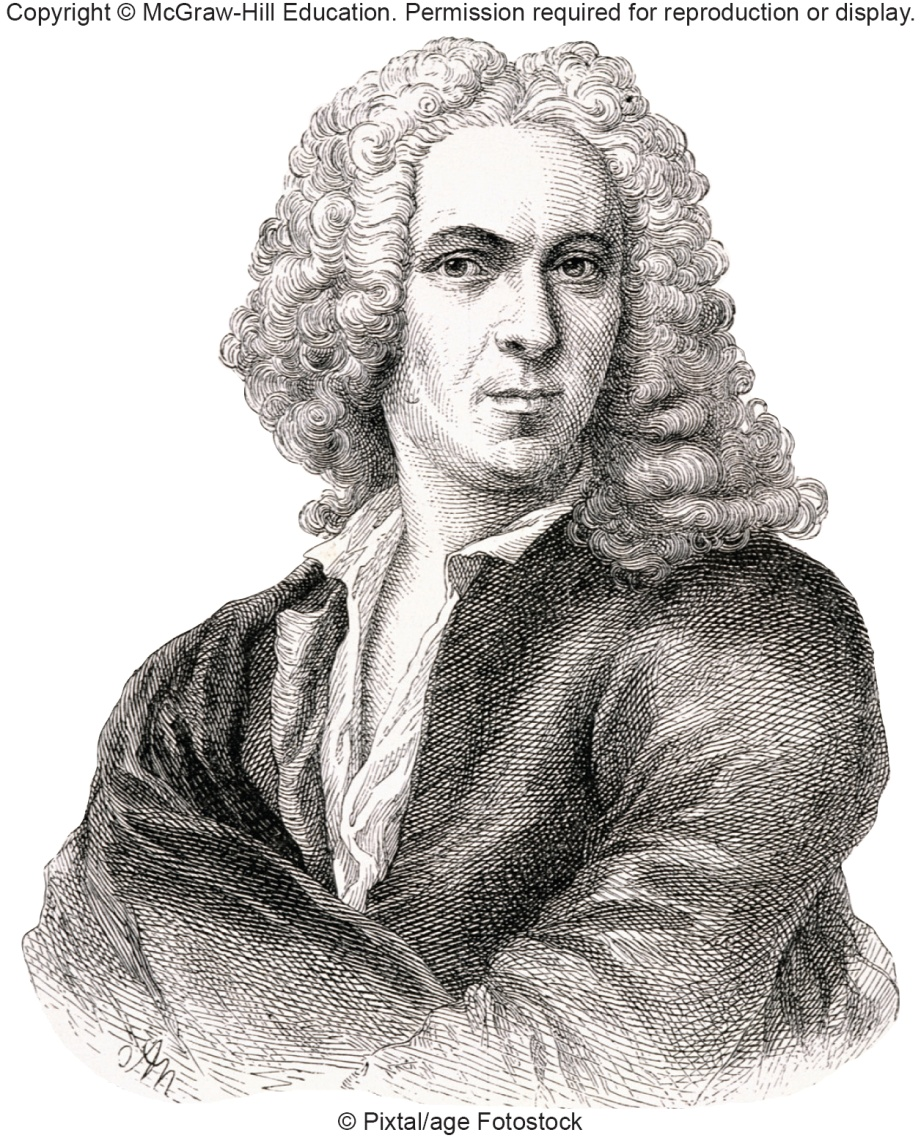 Copyright © McGraw-Hill Education. Permission required for reproduction or display.
© Pixtal/age Fotostock